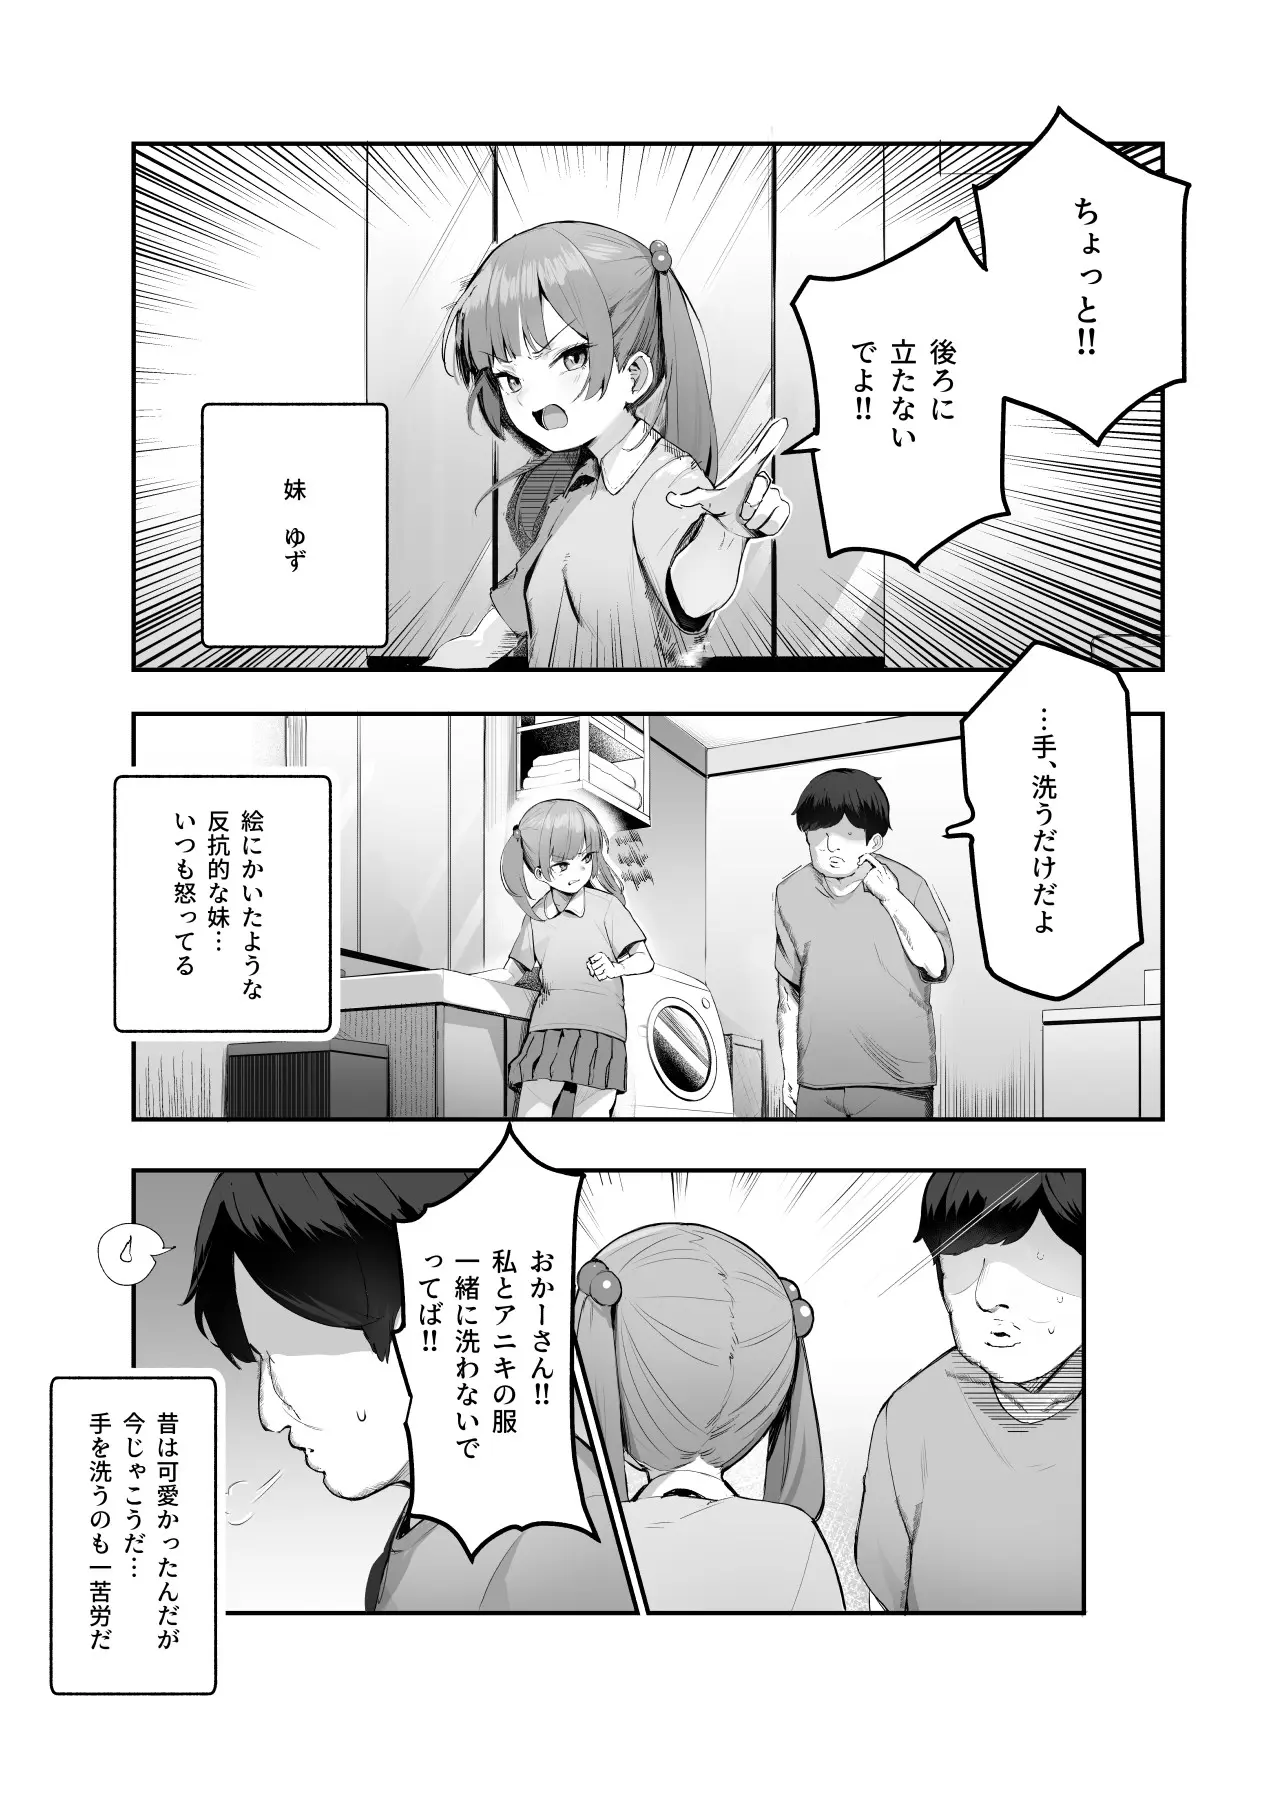 ちょっと!!
後ろに
立たない
でよ!!
妹　ゆず
…手、洗うだけだよ
絵にかいたような
反抗的な妹…
いつも怒ってる
おかーさん!!
私とアニキの服
一緒に洗わないで
ってば!!
昔は可愛かったんだが
今じゃこうだ…
手を洗うのも一苦労だ